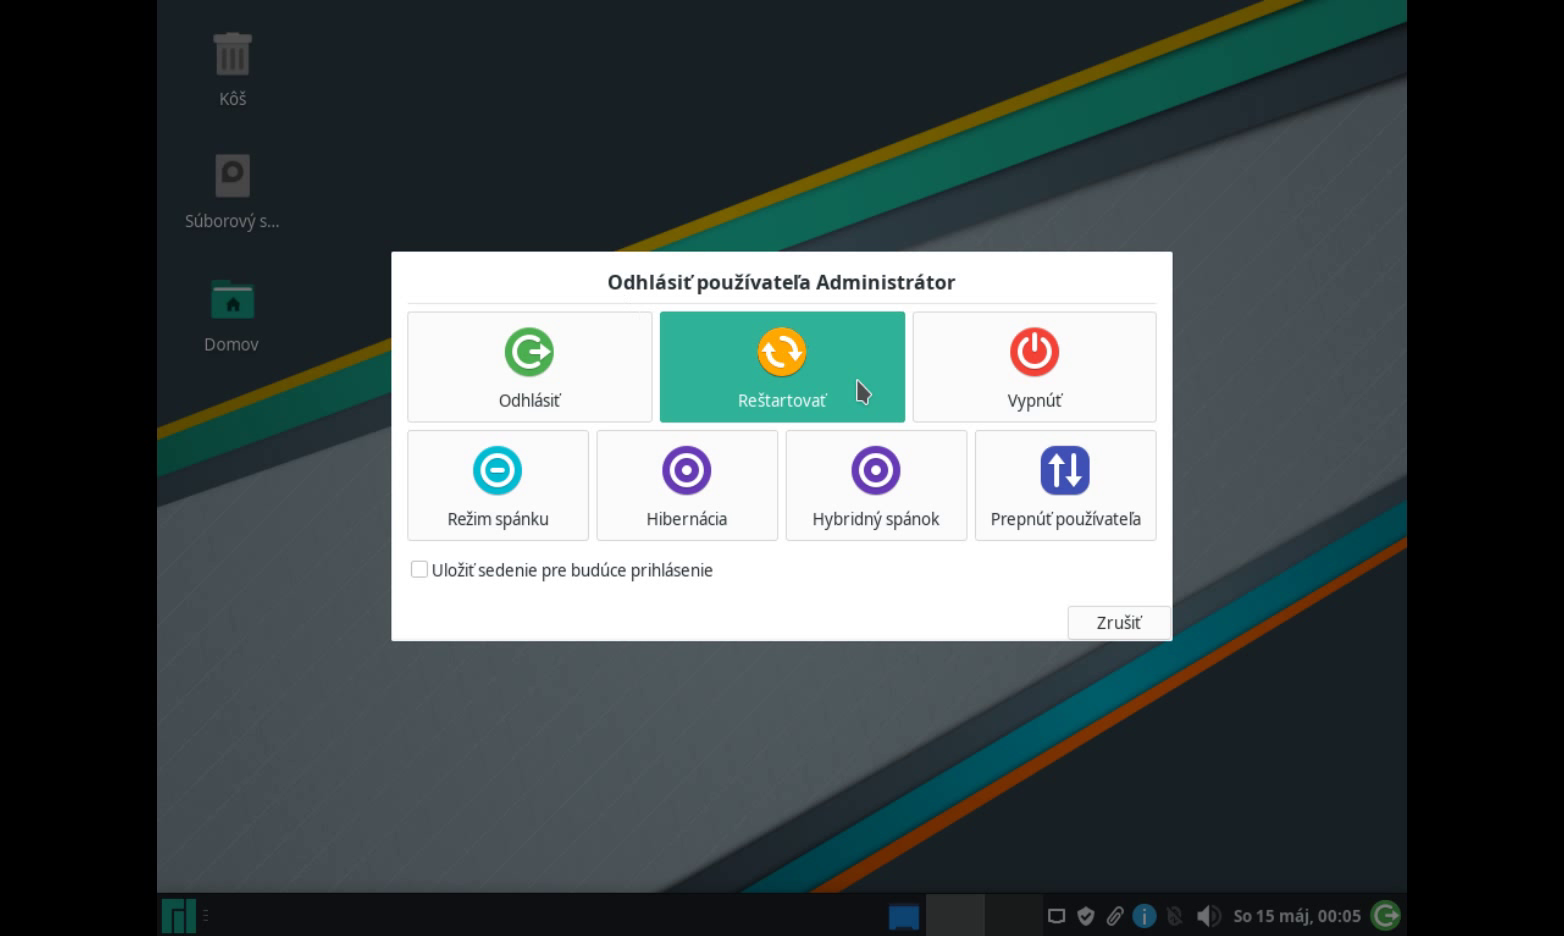 Kôš
Súborový s...
Domov
Odhlásiť používateľa Administrátor
Odhlásiť
Reštartovať
Vypnúť
Režim spánku
Hibernácia
Hybridný spánok
Prepnúť používateľa
Uložiť sedenie pre budúce prihlásenie
Zrušiť
So 15 máj, 00:05